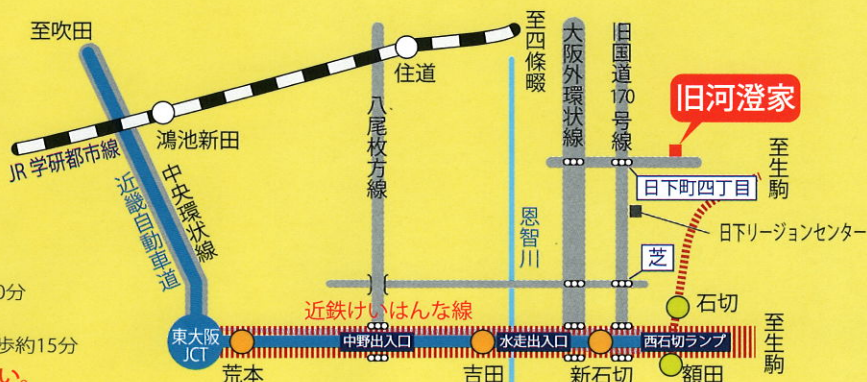 至吹田
JR 学研都市線
鴻池新田
住道
至四條畷
八尾枚方線
大阪外環状線
旧国道170号線
旧河澄家
至生駒
日下町四丁目
日下リージョンセンター
中央環状線
近畿自動車道
恩智川
芝
近鉄けいはんな線
石切
0分
歩約15分
い。
東大阪
JCT
荒本
中野出入口
吉田
水走出入口
新石切
西石切ランプ
額田
至生駒